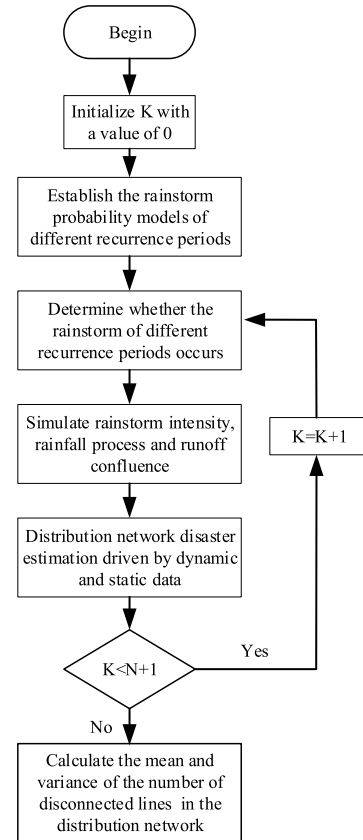 Begin
Initialize K with
a value of 0
Establish the rainstorm
probability models of
different recurrence periods
Determine whether the
rainstorm of different
recurrence periods occurs
Simulate rainstorm intensity,
rainfall process and runoff
confluence
K=K+1
Distribution network disaster
estimation driven by dynamic
and static data
K<N+1
Yes
No
Calculate the mean and
variance of the number of
disconnected lines in the
distribution network